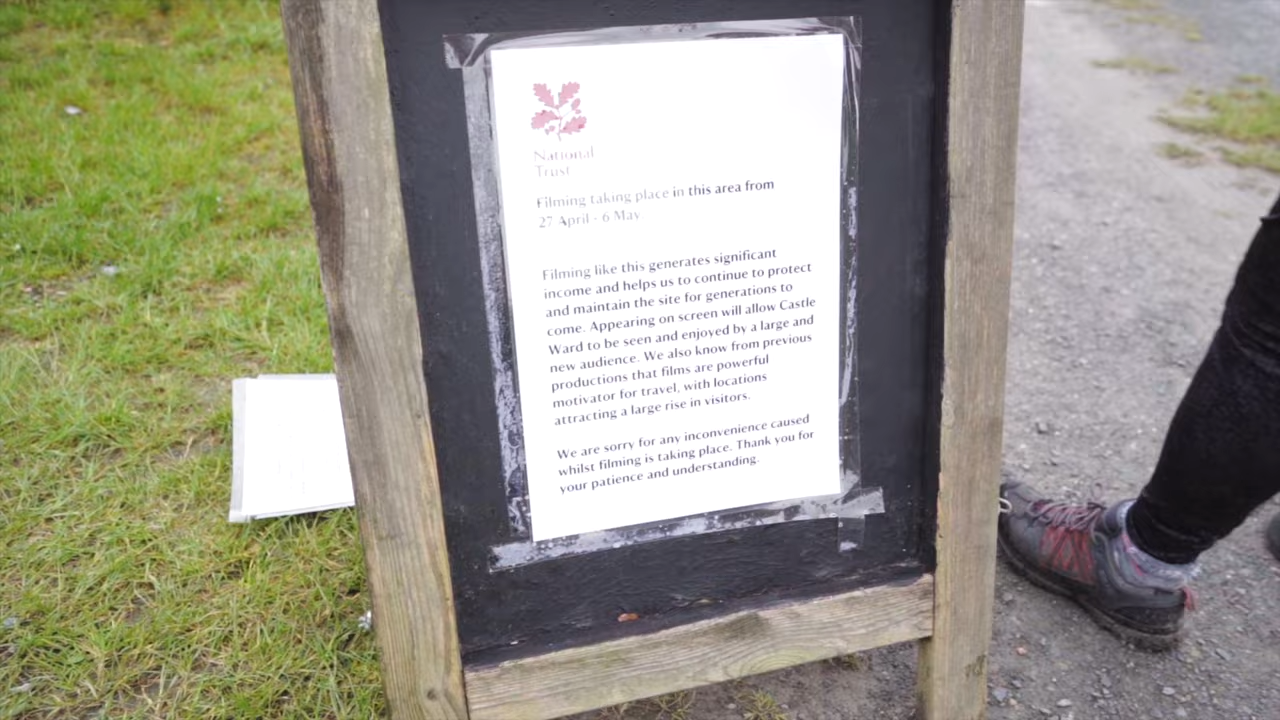 National
Trust
Filming taking place in this area from
27 April - 6 May.
Filming like this generates significant
income and helps us to continue to protect
and maintain the site for generations to
come. Appearing on screen will allow Castle
Ward to be seen and enjoyed by a large and
new audience. We also know from previous
productions that films are powerful
motivator for travel, with locations
attracting a large rise in visitors.
We are sorry for any inconvenience caused
whilst filming is taking place. Thank you for
your patience and understanding.